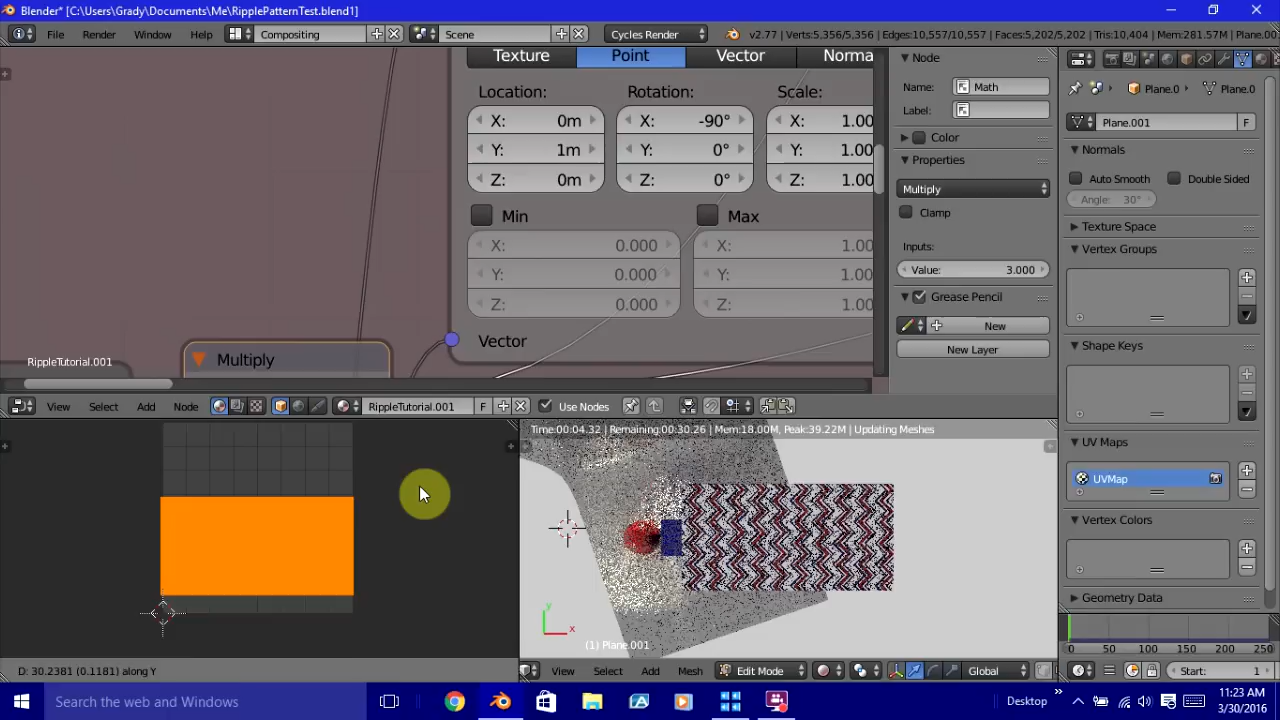 Blender* [C:\Users\Grady\Documents\Me\RipplePatternTest.blend1]
File Render Window Help Compositing Scene Cycles Render v2.77 | Verts:5,356/5,356 | Edges:10,557/10,557 | Faces:5,202/5,202 | Tris:10,404 | Mem:281.57M | Plane.00
Texture Point Vector Norma
Location: Rotation: Scale:
X: 0m X: -90° X: 1.00
Y: 1m Y: 0° Y: 1.00
Z: 0m Z: 0° Z: 1.00
Min Max
X: 0.000 X: 1.00
Y: 0.000 Y: 1.00
Z: 0.000 Z: 1.00
Vector
Multiply
RippleTutorial.001
Node
Name: Math
Label:
Color
Properties
Multiply
Clamp
Inputs:
Value: 3.000
Grease Pencil
New
New Layer
Plane.0 Plane.0
Plane.001 F
Normals
Auto Smooth Double Sided
Angle: 30°
Texture Space
Vertex Groups
Shape Keys
UV Maps
UVMap
Vertex Colors
Geometry Data
View Select Add Node RippleTutorial.001 F Use Nodes
Time:00:04.32 | Remaining:00:30.26 | Mem:18.00M, Peak:39.22M | Updating Meshes
y
x
(1) Plane.001
0 50 100 150 200 250
D: 30.2381 (0.1181) along Y
View Select Add Mesh Edit Mode Global
Start: 1
Search the web and Windows
Desktop
11:23 AM
3/30/2016